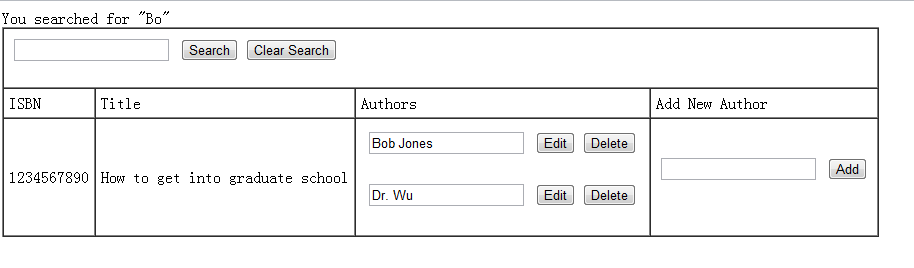 You searched for "Bo"
Search Clear Search
ISBN Title Authors Add New Author
Bob Jones Edit Delete
1234567890 How to get into graduate school Add
Dr. Wu Edit Delete